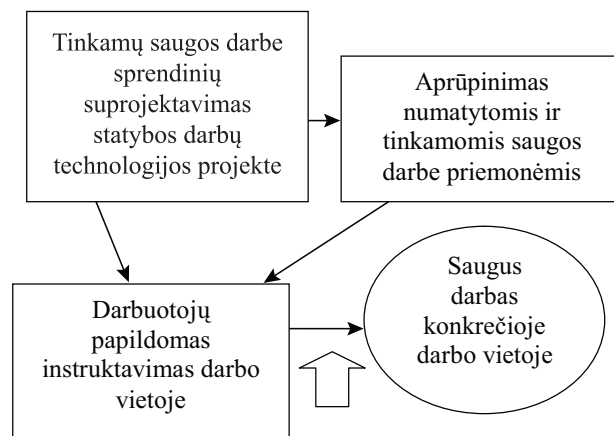 Tinkamų saugos darbe
sprendinių
suprojektavimas
statybos darbų
technologijos projekte
Aprūpinimas
numatytomis ir
tinkamomis saugos
darbe priemonėmis
Darbuotojų
papildomas
instruktavimas darbo
vietoje
Saugus
darbas
konkrečioje
darbo vietoje